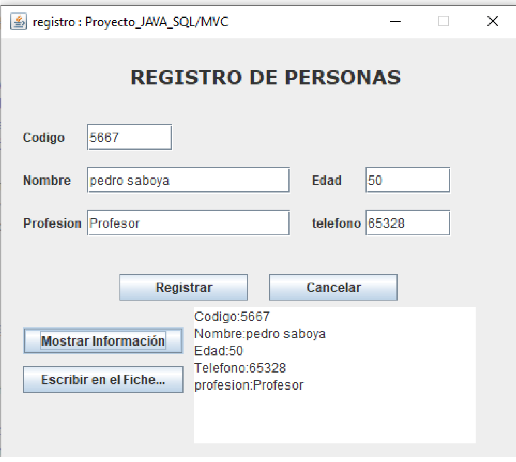 registro : Proyecto_JAVA_SQL/MVC
REGISTRO DE PERSONAS
Codigo 5667
Nombre pedro saboya Edad 50
Profesion Profesor telefono 65328
Registrar Cancelar
Mostrar Información
Escribir en el Fiche...
Codigo:5667
Nombre:pedro saboya
Edad:50
Telefono:65328
profesion:Profesor